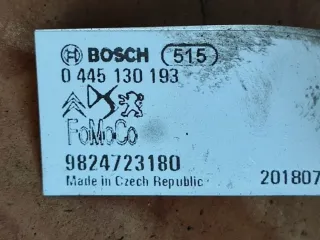 BOSCH 515
0 445 130 193
FoMoCo
9824723180
Made in Czech Republic 201807